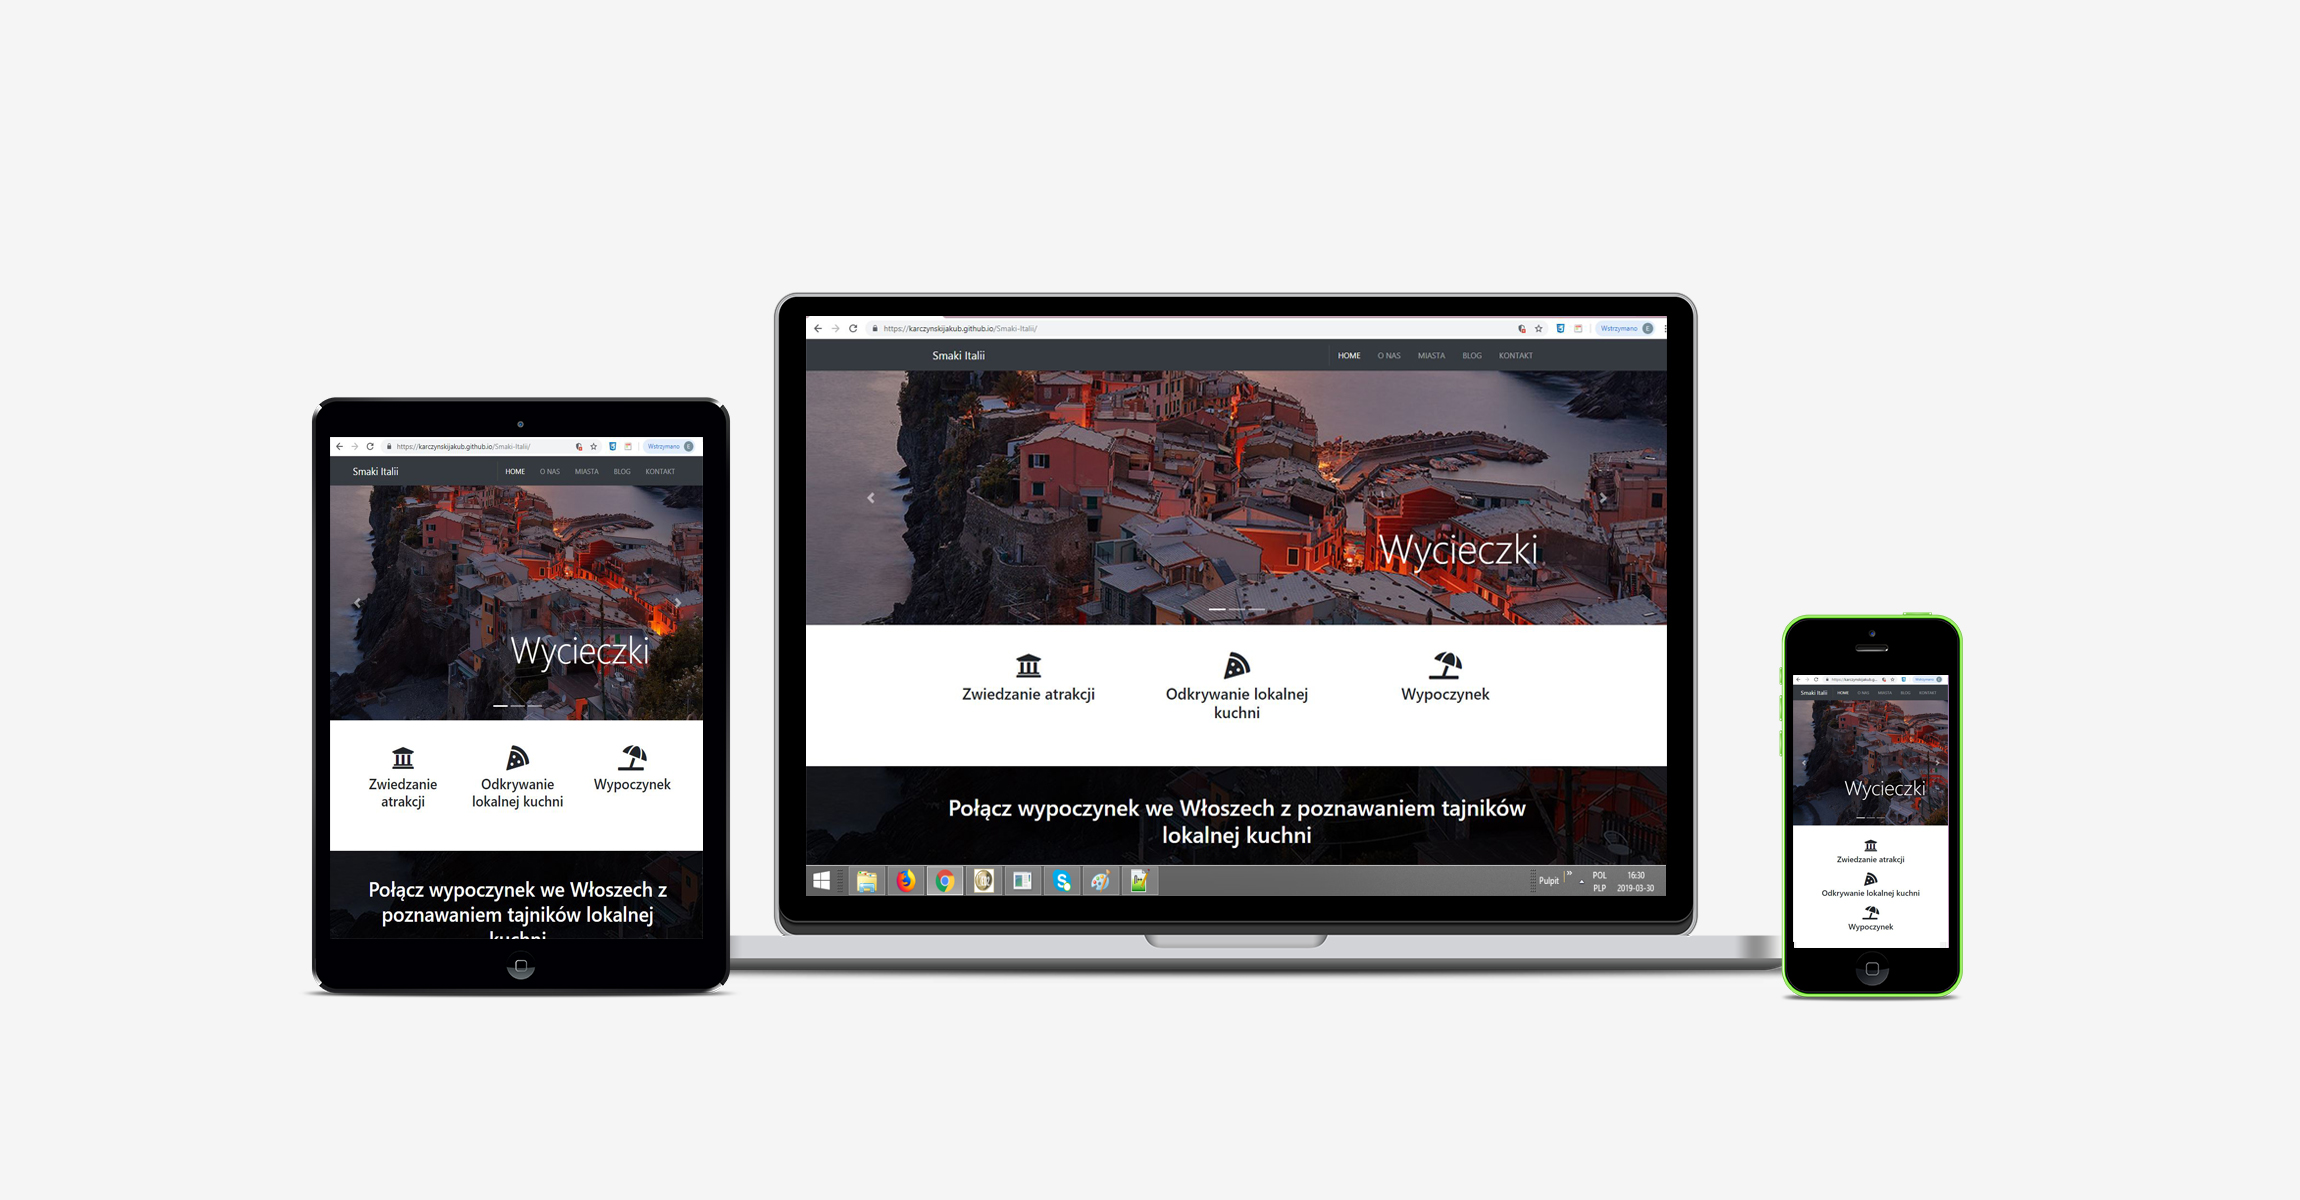 https://karczynskijakub.github.io/Smaki-Italii/
Wstrzymano
E
Smaki Italii
HOME
O NAS
MIASTA
BLOG
KONTAKT
Wycieczki
Zwiedzanie
atrakcji
Odkrywanie
lokalnej kuchni
Wypoczynek
Połącz wypoczynek we Włoszech z
poznawaniem tajników lokalnej
kuchni
https://karczynskijakub.github.io/Smaki-Italii/
Wstrzymano
E
Smaki Italii
HOME
O NAS
MIASTA
BLOG
KONTAKT
Wycieczki
Zwiedzanie atrakcji
Odkrywanie lokalnej
kuchni
Wypoczynek
Połącz wypoczynek we Włoszech z poznawaniem tajników
lokalnej kuchni
Pulpit
POL
PLP
16:30
2019-03-30
https://karczynskijakub.g...
Wstrzymano
Smaki Italii
HOME
O NAS
MIASTA
BLOG
KONTAKT
Wycieczki
Zwiedzanie atrakcji
Odkrywanie lokalnej kuchni
Wypoczynek